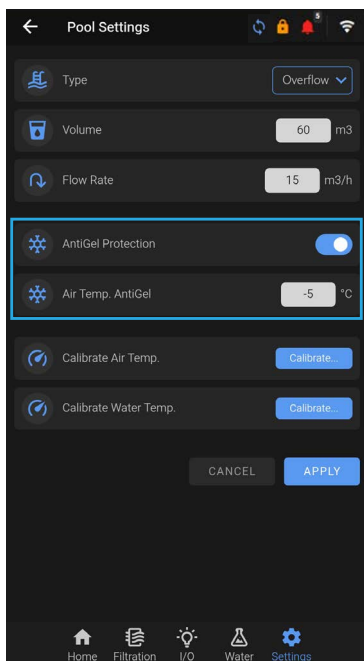 Pool Settings 5
Type Overflow
Volume 60 m3
Flow Rate 15 m3/h
AntiGel Protection
Air Temp. AntiGel -5 °C
Calibrate Air Temp. Calibrate...
Calibrate Water Temp. Calibrate...
CANCEL APPLY
Home Filtration I/O Water Settings